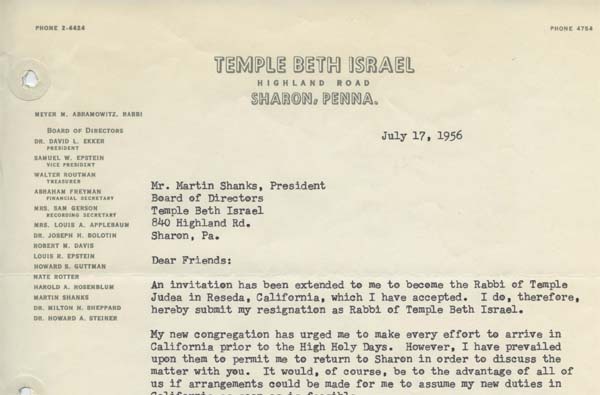 PHONE 2-4424
PHONE 4754
TEMPLE BETH ISRAEL
HIGHLAND ROAD
SHARON, PENNA.
MEYER M. ABRAMOWITZ, RABBI
BOARD OF DIRECTORS
DR. DAVID L. EKKER
PRESIDENT
SAMUEL W. EPSTEIN
VICE PRESIDENT
WALTER ROUTMAN
TREASURER
ABRAHAM FREYMAN
FINANCIAL SECRETARY
MRS. SAM GERSON
RECORDING SECRETARY
MRS. LOUIS A. APPLEBAUM
DR. JOSEPH H. BOLOTIN
ROBERT M. DAVIS
LOUIS R. EPSTEIN
HOWARD S. GUTTMAN
NATE ROTTER
HAROLD A. ROSENBLUM
MARTIN SHANKS
DR. MILTON N. SHEPPARD
DR. HOWARD A. STEINER
July 17, 1956
Mr. Martin Shanks, President
Board of Directors
Temple Beth Israel
840 Highland Rd.
Sharon, Pa.
Dear Friends:
An invitation has been extended to me to become the Rabbi of Temple
Judea in Reseda, California, which I have accepted. I do, therefore,
hereby submit my resignation as Rabbi of Temple Beth Israel.
My new congregation has urged me to make every effort to arrive in
California prior to the High Holy Days. However, I have prevailed
upon them to permit me to return to Sharon in order to discuss the
matter with you. It would, of course, be to the advantage of all of
us if arrangements could be made for me to assume my new duties in
California as soon as is feasible.